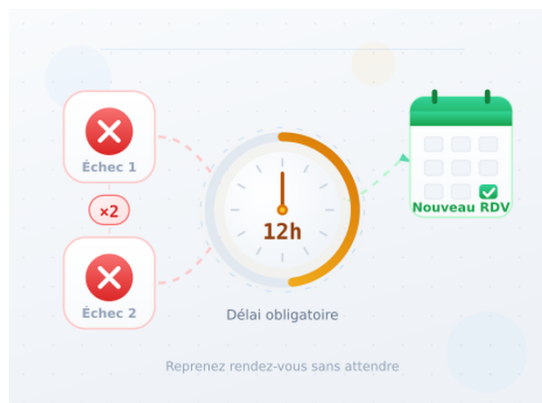 Échec 1
×2
Échec 2
12h
Délai obligatoire
Nouveau RDV
Reprenez rendez-vous sans attendre